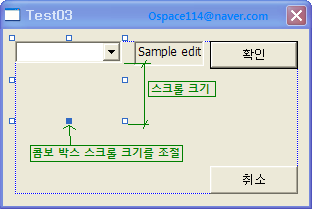 Test03
Ospace114@naver.com
Sample edit
확인
스크롤 크기
콤보 박스 스크롤 크기를 조절
취소